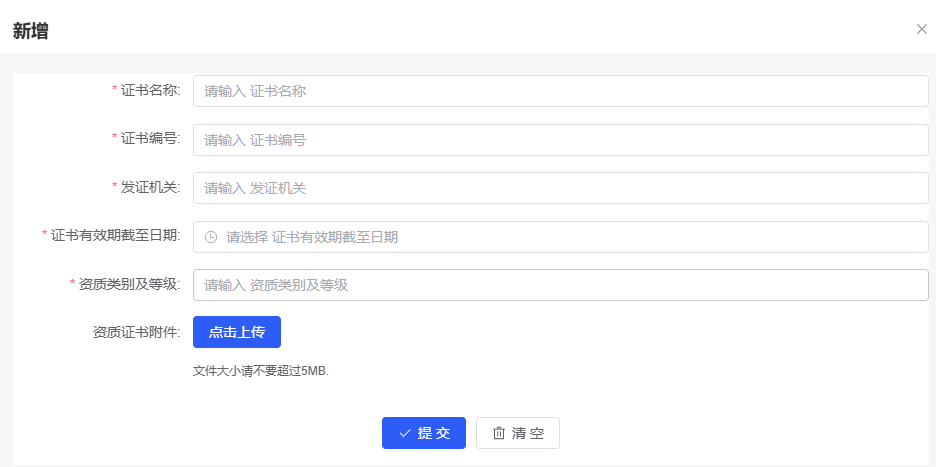 新增
* 证书名称: 请输入 证书名称
* 证书编号: 请输入 证书编号
* 发证机关: 请输入 发证机关
* 证书有效期截至日期: 请选择 证书有效期截至日期
* 资质类别及等级: 请输入 资质类别及等级
资质证书附件: 点击上传
文件大小请不要超过5MB.
提 交 清 空